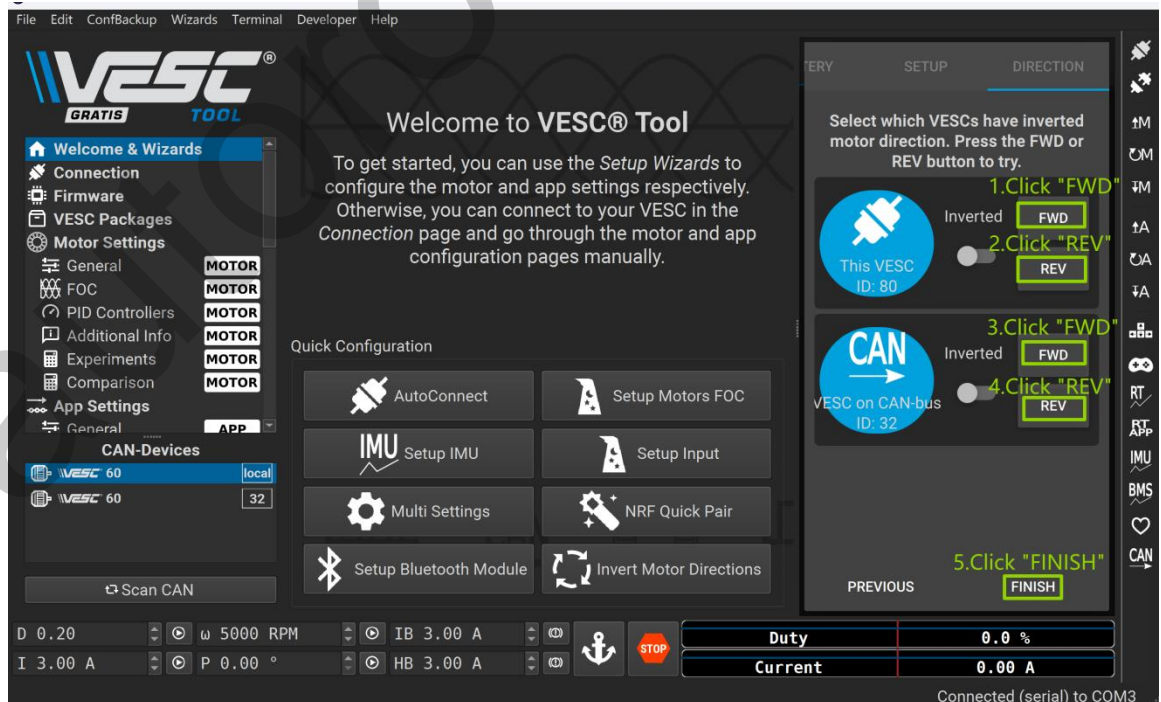 File Edit ConfBackup Wizards Terminal Developer Help
VESC®
GRATIS TOOL
Welcome & Wizards
Connection
Firmware
VESC Packages
Motor Settings
General MOTOR
FOC MOTOR
PID Controllers MOTOR
Additional Info MOTOR
Experiments MOTOR
Comparison MOTOR
App Settings
General APP
CAN-Devices
VESC 60 local
VESC 60 32
Scan CAN
Welcome to VESC® Tool
To get started, you can use the Setup Wizards to
configure the motor and app settings respectively.
Otherwise, you can connect to your VESC in the
Connection page and go through the motor and app
configuration pages manually.
Quick Configuration
AutoConnect Setup Motors FOC
IMU Setup IMU Setup Input
Multi Settings NRF Quick Pair
Setup Bluetooth Module Invert Motor Directions
TERY SETUP DIRECTION
Select which VESCs have inverted
motor direction. Press the FWD or
REV button to try.
1.Click "FWD"
Inverted FWD
2.Click "REV"
This VESC REV
ID: 80
3.Click "FWD"
CAN Inverted FWD
4.Click "REV"
VESC on CAN-bus REV
ID: 32
5.Click "FINISH"
PREVIOUS FINISH
M
M
M
A
A
A
RT
RT
APP
IMU
BMS
CAN
D 0.20 ω 5000 RPM IB 3.00 A
I 3.00 A P 0.00 ° HB 3.00 A
STOP
Duty 0.0 %
Current 0.00 A
Connected (serial) to COM3